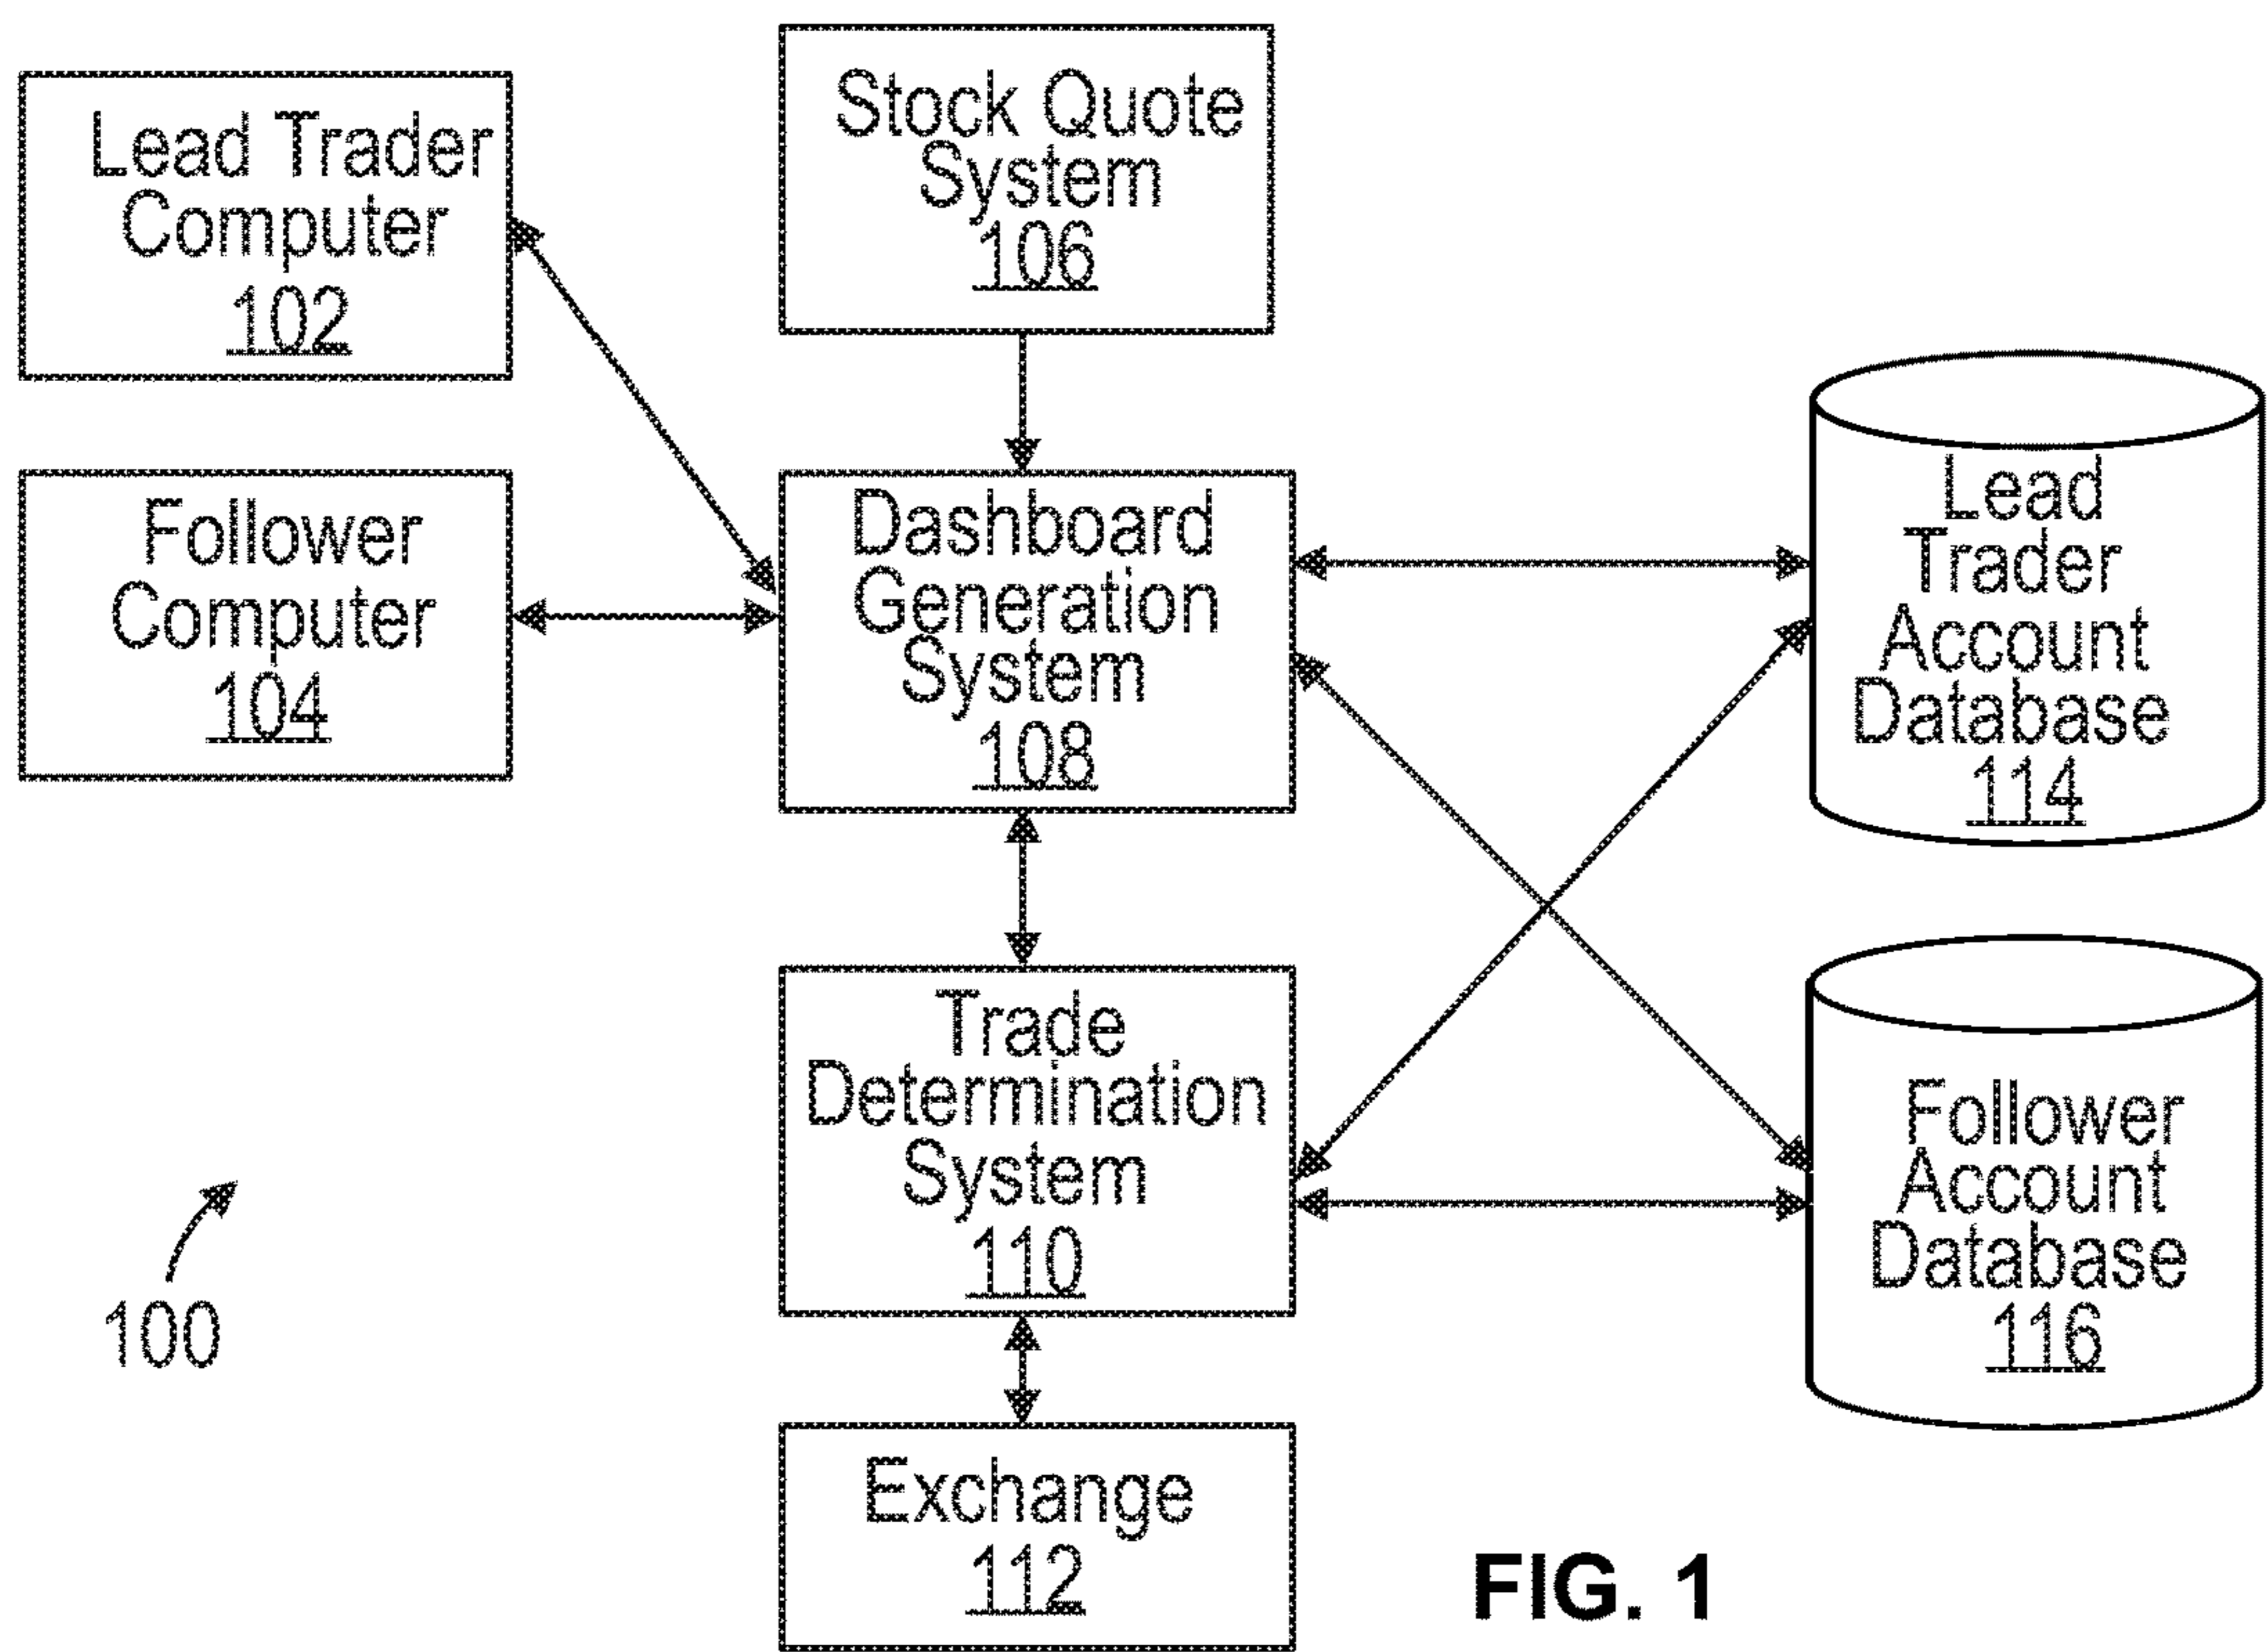 Lead Trader
Computer
102
Stock Quote
System
106
Follower
Computer
104
Dashboard
Generation
System
108
Lead
Trader
Account
Database
114
Trade
Determination
System
110
Follower
Account
Database
116
100
Exchange
112
FIG. 1